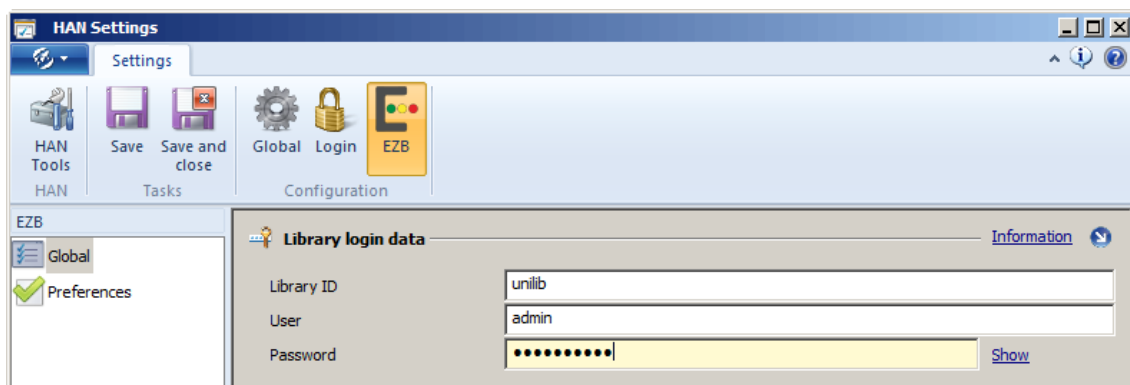 HAN Settings
Settings
HAN Tools
Save
Save and close
Global
Login
EZB
HAN
Tasks
Configuration
EZB
Global
Preferences
Library login data
Information
Library ID
unilib
User
admin
Password
••••••••••
Show